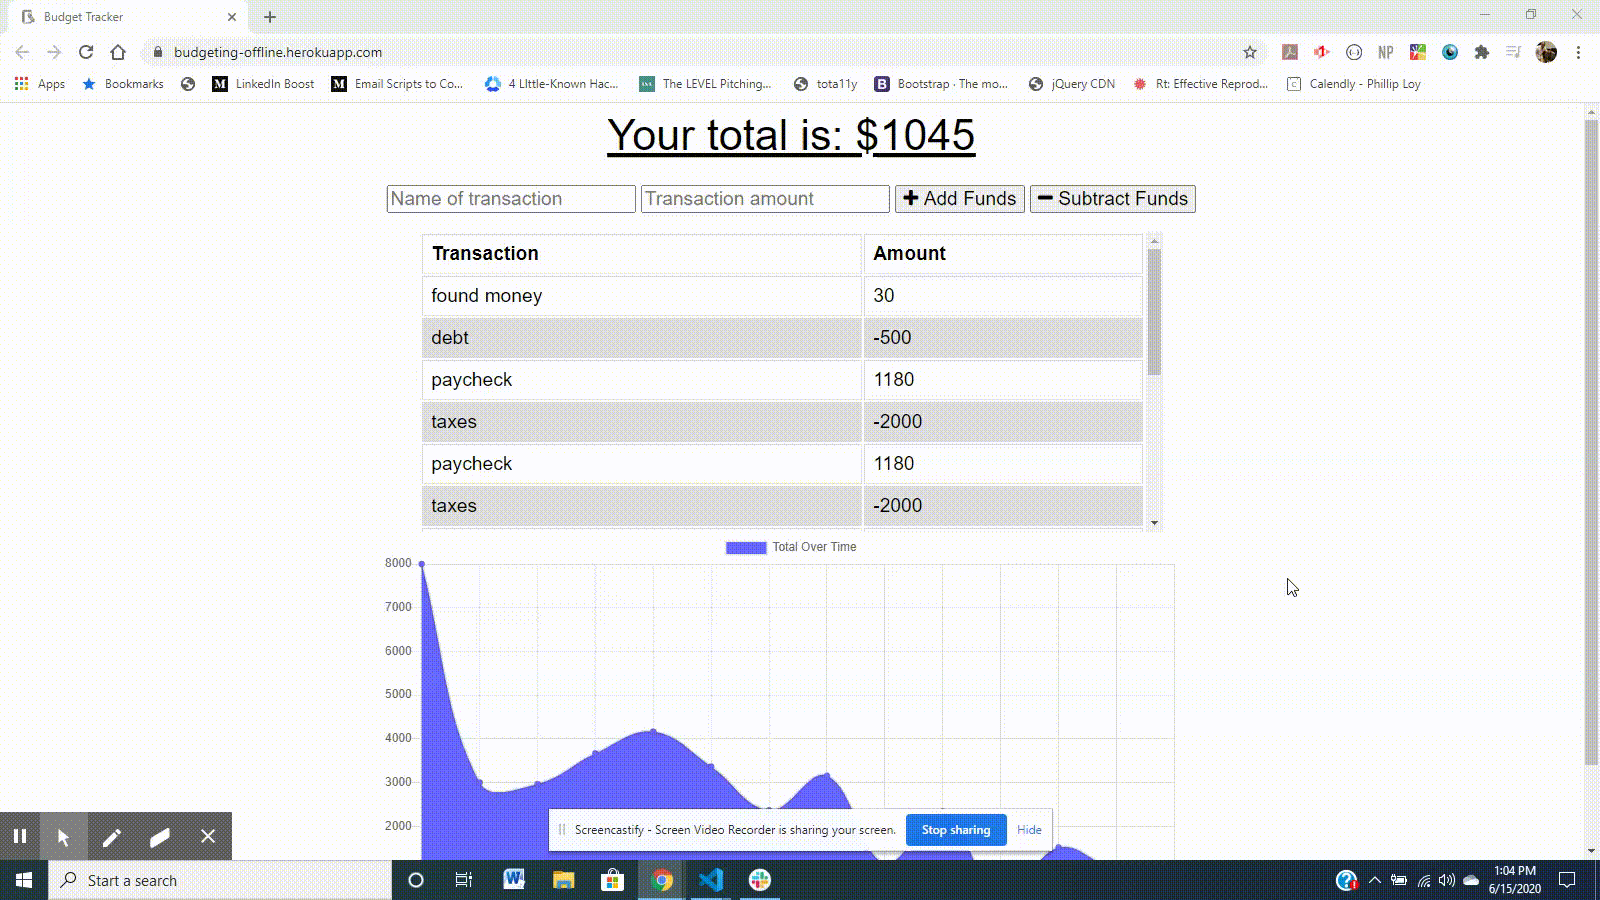 Budget Tracker
budgeting-offline.herokuapp.com
NP
Apps Bookmarks LinkedIn Boost Email Scripts to Co... 4 LIttle-Known Hac... The LEVEL Pitching... tota11y Bootstrap · The mo... jQuery CDN Rt: Effective Reprod... Calendly - Phillip Loy
Your total is: $1045
Name of transaction Transaction amount Add Funds Subtract Funds
Transaction Amount
found money 30
debt -500
paycheck 1180
taxes -2000
paycheck 1180
taxes -2000
Total Over Time
8000
7000
6000
5000
4000
3000
2000
Screencastify - Screen Video Recorder is sharing your screen. Stop sharing Hide
Start a search
1:04 PM
6/15/2020